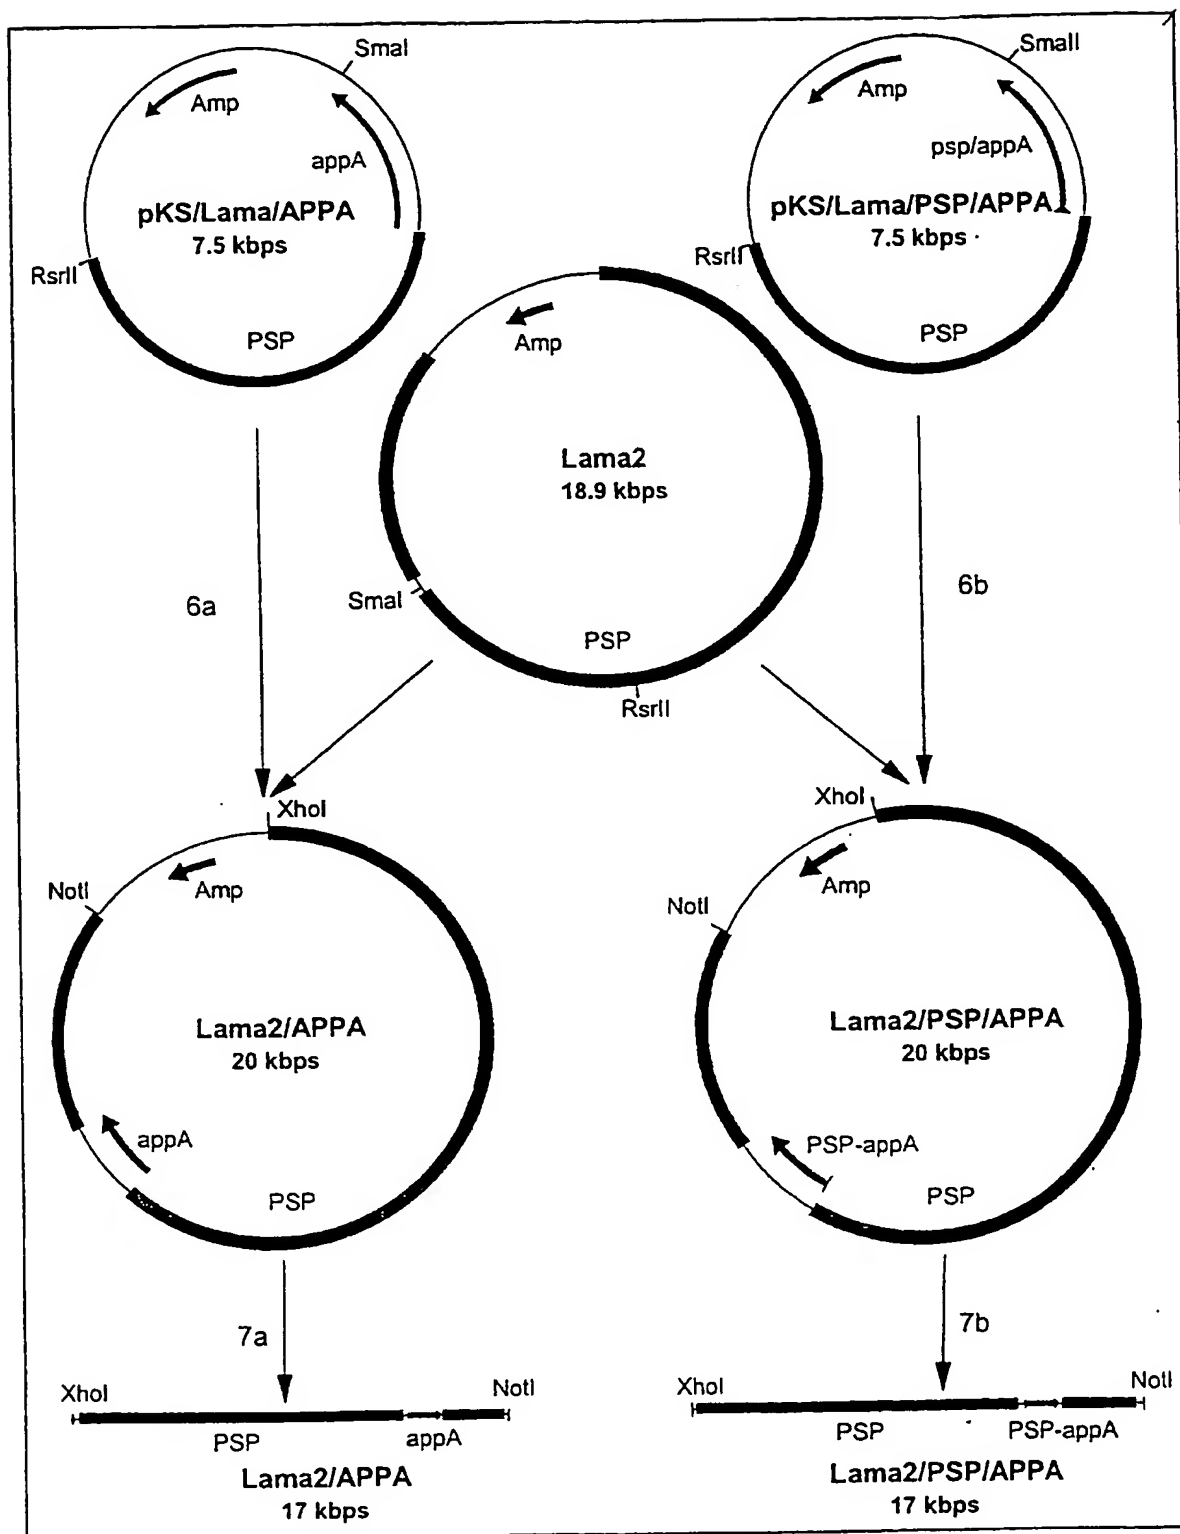 SmaI
Amp
appA
pKS/Lama/APPA
7.5 kbps
RsrII
PSP
SmaII
Amp
psp/appA
pKS/Lama/PSP/APPA
7.5 kbps
RsrII
PSP
Amp
Lama2
18.9 kbps
SmaI
PSP
RsrII
6a
6b
XhoI
Amp
NotI
Lama2/APPA
20 kbps
appA
PSP
XhoI
Amp
NotI
Lama2/PSP/APPA
20 kbps
PSP-appA
PSP
7a
7b
XhoI
NotI
PSP
appA
Lama2/APPA
17 kbps
XhoI
NotI
PSP
PSP-appA
Lama2/PSP/APPA
17 kbps